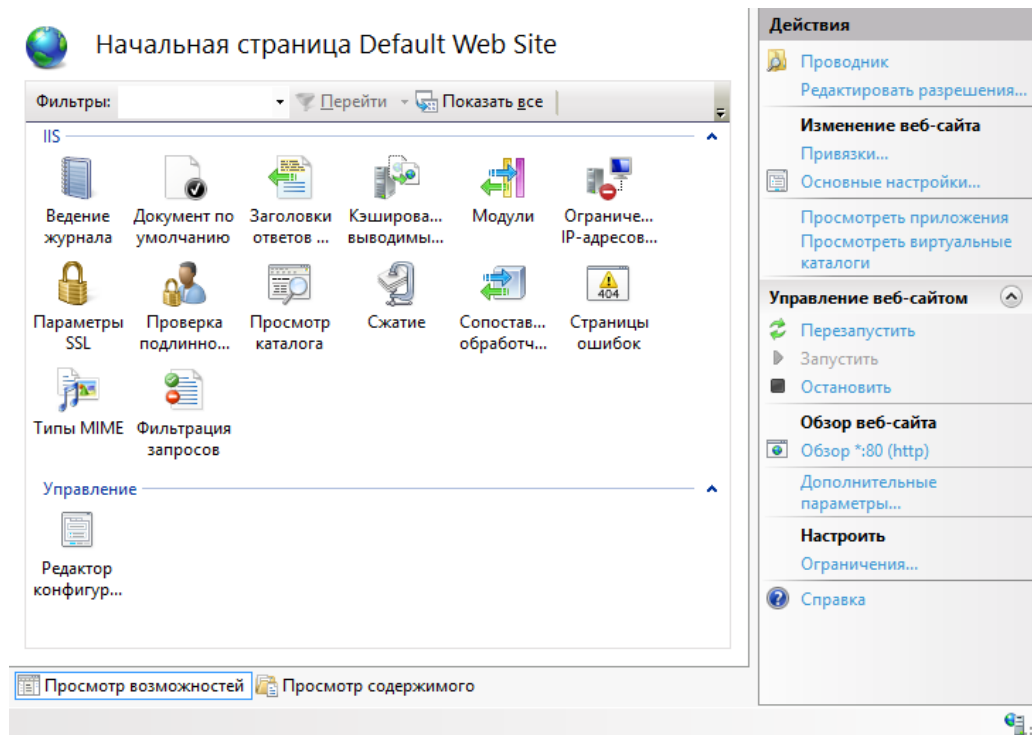 Начальная страница Default Web Site
Фильтры:
Перейти
Показать все
IIS
Ведение журнала
Документ по умолчанию
Заголовки ответов ...
Кэширова... выводимы...
Модули
Ограниче... IP-адресов...
Параметры SSL
Проверка подлинно...
Просмотр каталога
Сжатие
Сопостав... обработч...
Страницы ошибок
404
Типы MIME
Фильтрация запросов
Управление
Редактор конфигур...
Просмотр возможностей
Просмотр содержимого
Действия
Проводник
Редактировать разрешения...
Изменение веб-сайта
Привязки...
Основные настройки...
Просмотреть приложения
Просмотреть виртуальные
каталоги
Управление веб-сайтом
Перезапустить
Запустить
Остановить
Обзор веб-сайта
Обзор *:80 (http)
Дополнительные
параметры...
Настроить
Ограничения...
Справка